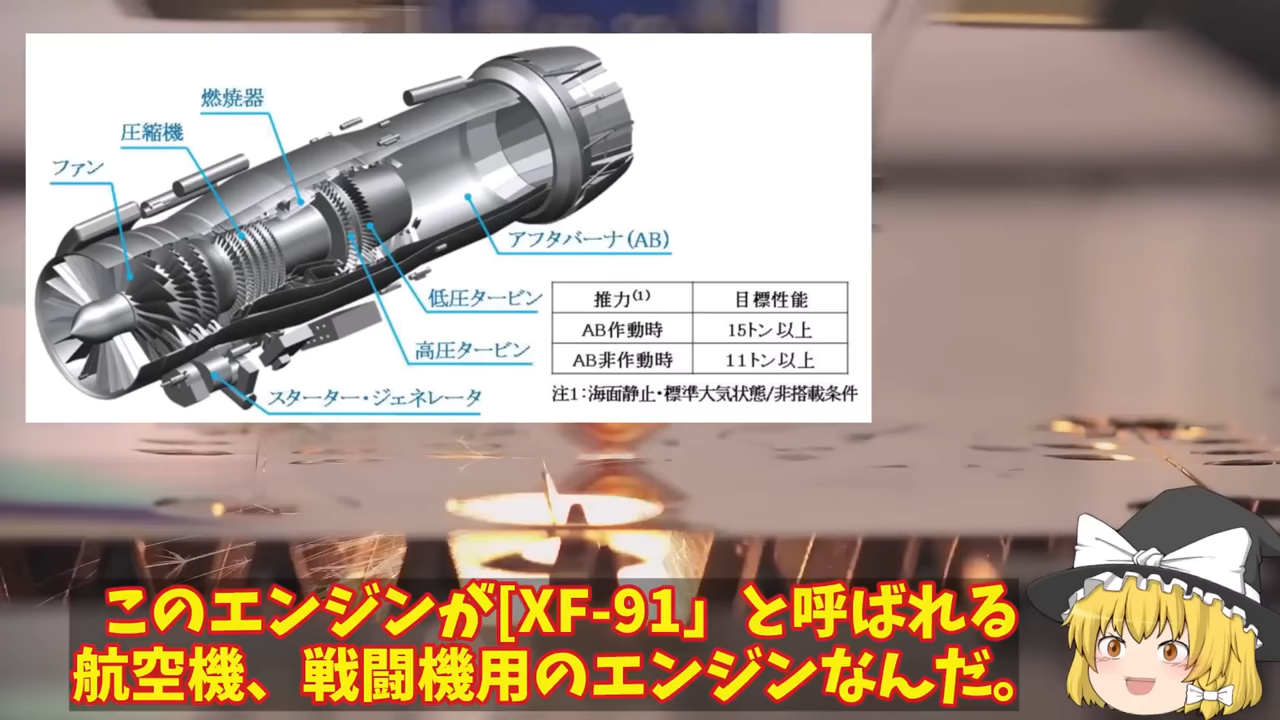 燃焼器
圧縮機
ファン
アフタバーナ(AB)
低圧タービン
高圧タービン
スターター・ジェネレータ
推力(1) 目標性能
AB作動時 15トン以上
AB非作動時 11トン以上
注1:海面静止・標準大気状態/非搭載条件
このエンジンが[XF-91」と呼ばれる
航空機、戦闘機用のエンジンなんだ。